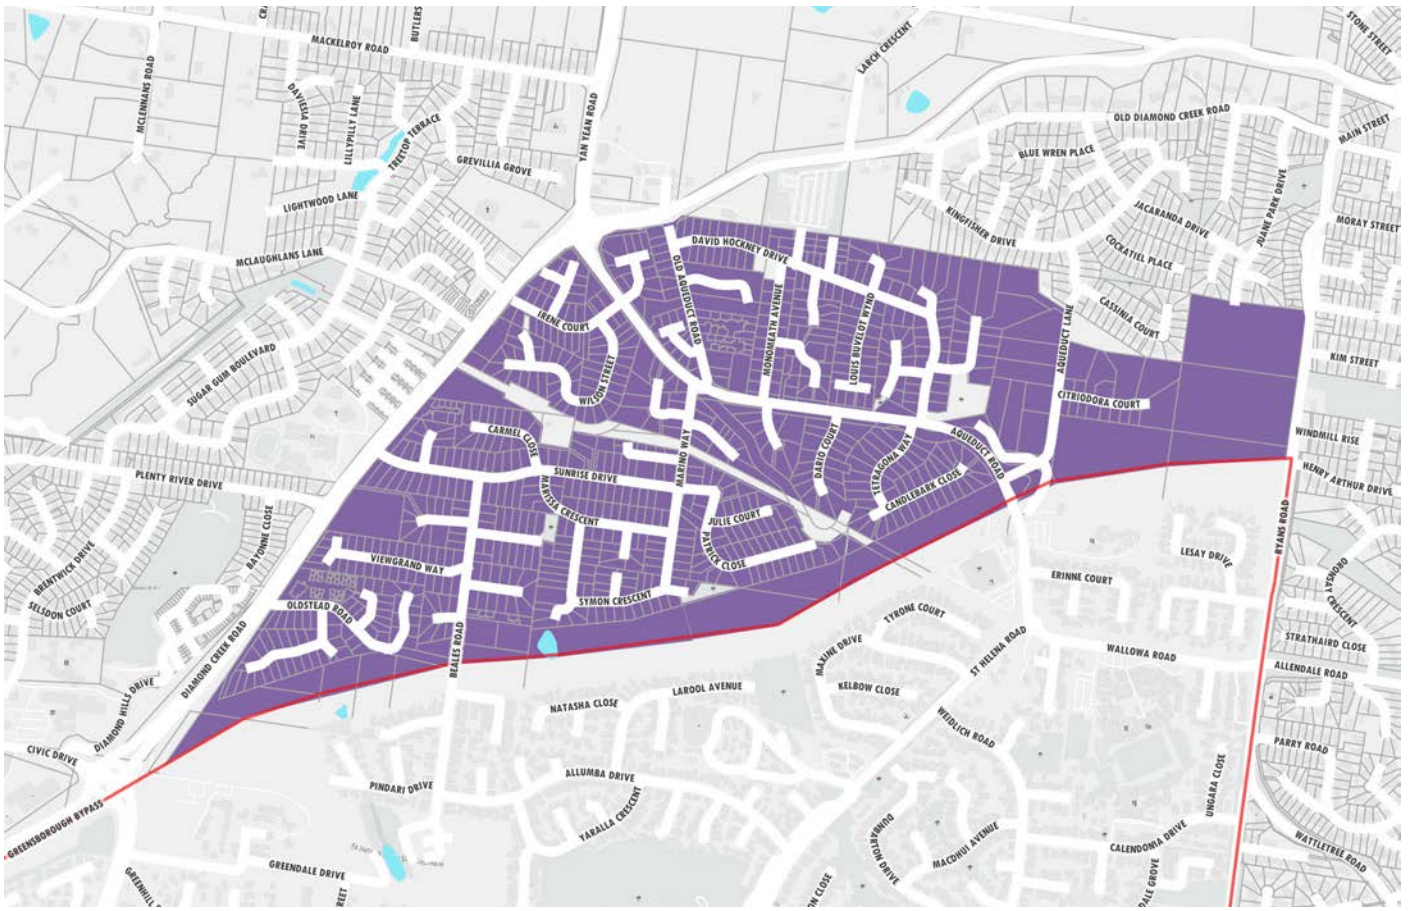 STONE STREET
BUTLERS
MACKELROY ROAD
MCLENNANS ROAD
LARCH CRESCENT
DAVIESIA DRIVE
LILLYPILLY LANE
TREETOP TERRACE
YAN YEAN ROAD
OLD DIAMOND CREEK ROAD
MAIN STREET
BLUE WREN PLACE
GREVILLIA GROVE
LIGHTWOOD LANE
KINGFISHER DRIVE
JACARANDA DRIVE
JUANE PARK DRIVE
MORAY STREET
MCLAUGHLANS LANE
DAVID HOCKNEY DRIVE
COCKATIEL PLACE
OLD AQUEDUCT ROAD
MONOMEATH AVENUE
LOUIS BUVELOT WYND
AQUEDUCT LANE
CASSINIA COURT
IRENE COURT
KIM STREET
SUGAR GUM BOULEVARD
WILSON STREET
CITRIODORA COURT
CARMEL CLOSE
MARINO WAY
DARIO COURT
TETRAGONA WAY
AQUEDUCT ROAD
WINDMILL RISE
PLENTY RIVER DRIVE
SUNRISE DRIVE
CANDLEBARK CLOSE
HENRY ARTHUR DRIVE
MARISSA CRESCENT
JULIE COURT
BAYONNE CLOSE
PATRICK CLOSE
RYANS ROAD
BRENTWICK DRIVE
VIEWGRAND WAY
LESAY DRIVE
ORONSAY CRESCENT
ERINNE COURT
SELSDON COURT
OLDSTEAD ROAD
SYMON CRESCENT
TYRONE COURT
STRATHAIRD CLOSE
DIAMOND CREEK ROAD
BEALES ROAD
MAXINE DRIVE
ST HELENA ROAD
WALLOWA ROAD
ALLENDALE ROAD
DIAMOND HILLS DRIVE
LAROOL AVENUE
KELBOW CLOSE
NATASHA CLOSE
WEIDLICH ROAD
CIVIC DRIVE
PARRY ROAD
PINDARI DRIVE
ALLUMBA DRIVE
UNGARA CLOSE
GREENSBOROUGH BYPASS
YARALLA CRESCENT
DUNBARTON DRIVE
MACDHUI AVENUE
CALENDONIA DRIVE
WATTLETREE ROAD
GREENDALE DRIVE
GREENHILL
STREET
ON CLOSE
DALE GROVE